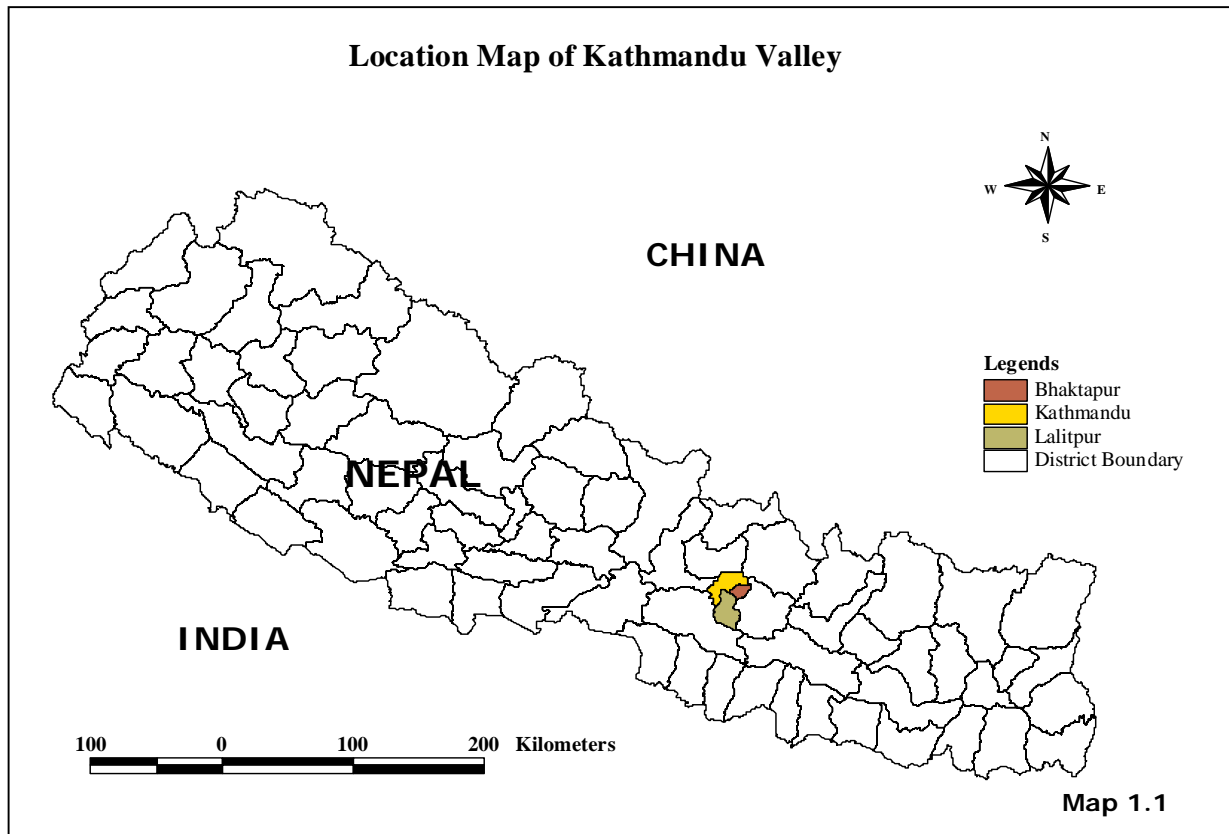 Location Map of Kathmandu Valley
N
W E
S
CHINA
Legends
Bhaktapur
Kathmandu
Lalitpur
District Boundary
NEPAL
INDIA
100 0 100 200 Kilometers
Map 1.1